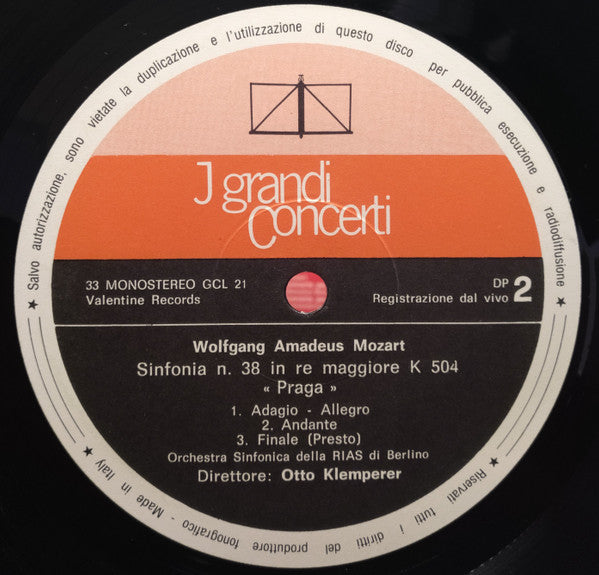 ★ Salvo autorizzazione, sono vietate la duplicazione e l'utilizzazione di questo disco per pubblica esecuzione e radiodiffusione ★
J grandi
Concerti
33 MONOSTEREO GCL 21
Valentine Records
DP 2
Registrazione dal vivo
Wolfgang Amadeus Mozart
Sinfonia n. 38 in re maggiore K 504
« Praga »
1. Adagio - Allegro
2. Andante
3. Finale (Presto)
Orchestra Sinfonica della RIAS di Berlino
Direttore: Otto Klemperer
★ Riservati tutti i diritti del produttore fonografico - Made in Italy ★